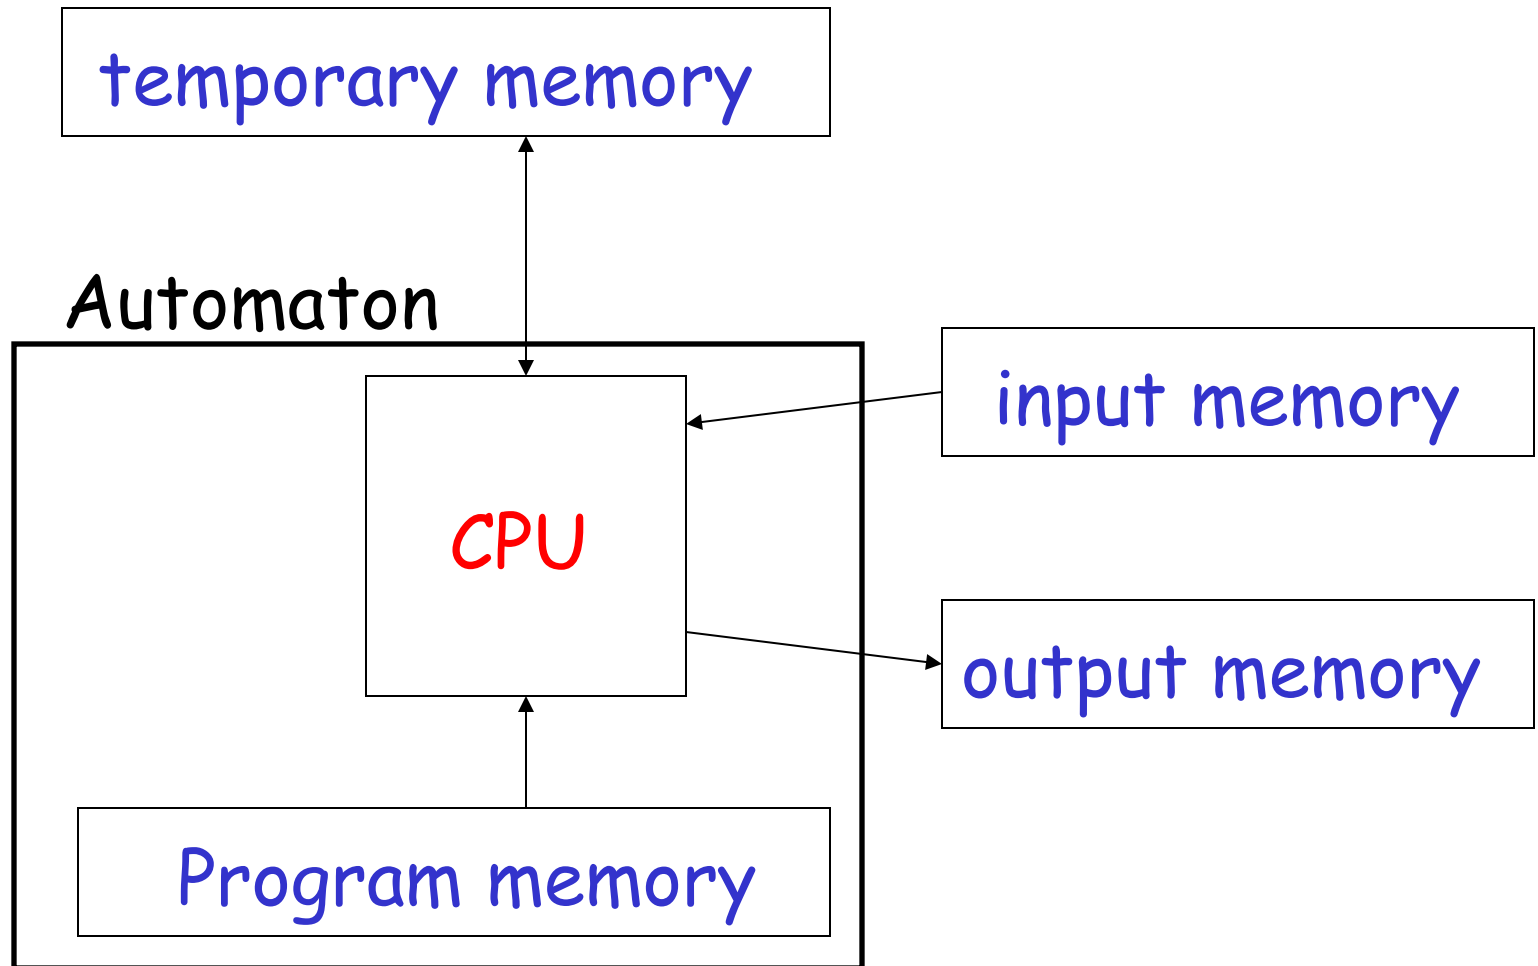 temporary memory
Automaton
input memory
CPU
output memory
Program memory